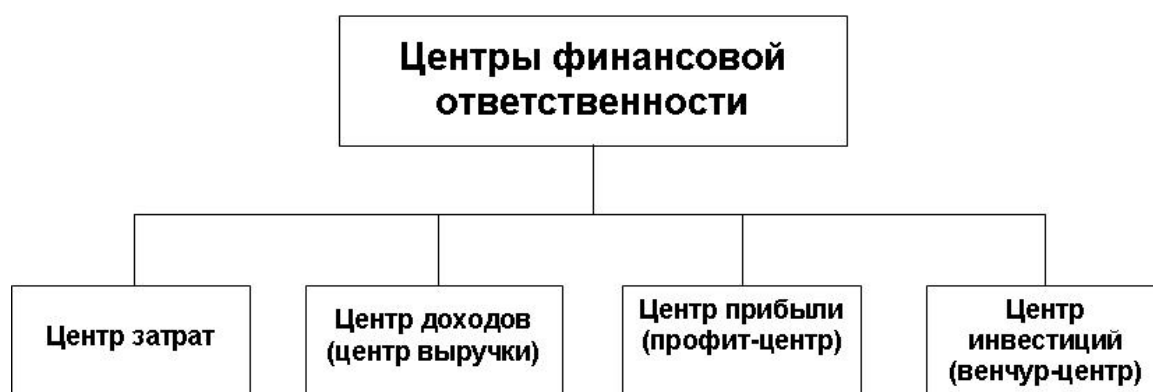 Центры финансовой
ответственности
Центр затрат
Центр доходов
(центр выручки)
Центр прибыли
(профит-центр)
Центр
инвестиций
(венчур-центр)